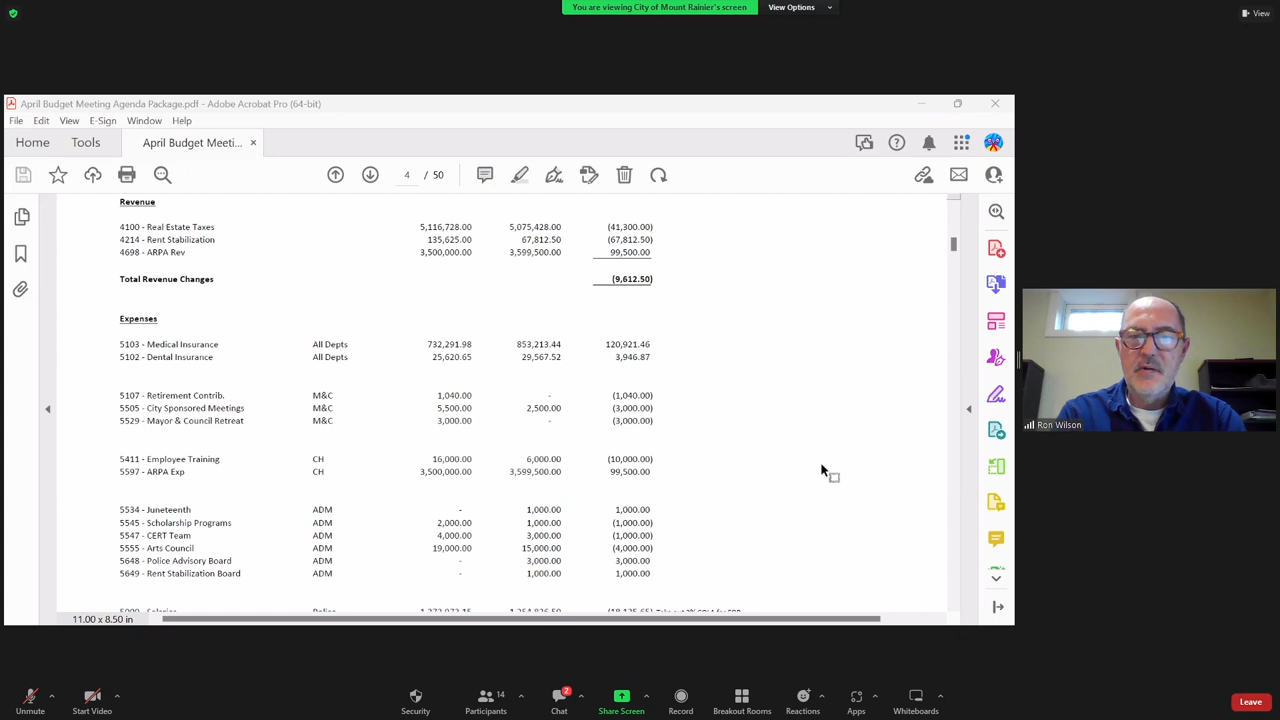 You are viewing City of Mount Rainier's screen View Options
View
April Budget Meeting Agenda Package.pdf - Adobe Acrobat Pro (64-bit)
File Edit View E-Sign Window Help
Home Tools April Budget Meeti... ×
4 / 50
Revenue
4100 - Real Estate Taxes 5,116,728.00 5,075,428.00 (41,300.00)
4214 - Rent Stabilization 135,625.00 67,812.50 (67,812.50)
4698 - ARPA Rev 3,500,000.00 3,599,500.00 99,500.00
Total Revenue Changes (9,612.50)
Expenses
5103 - Medical Insurance All Depts 732,291.98 853,213.44 120,921.46
5102 - Dental Insurance All Depts 25,620.65 29,567.52 3,946.87
5107 - Retirement Contrib. M&C 1,040.00 - (1,040.00)
5505 - City Sponsored Meetings M&C 5,500.00 2,500.00 (3,000.00)
5529 - Mayor & Council Retreat M&C 3,000.00 - (3,000.00)
5411 - Employee Training CH 16,000.00 6,000.00 (10,000.00)
5597 - ARPA Exp CH 3,500,000.00 3,599,500.00 99,500.00
5534 - Juneteenth ADM - 1,000.00 1,000.00
5545 - Scholarship Programs ADM 2,000.00 1,000.00 (1,000.00)
5547 - CERT Team ADM 4,000.00 3,000.00 (1,000.00)
5555 - Arts Council ADM 19,000.00 15,000.00 (4,000.00)
5648 - Police Advisory Board ADM - 3,000.00 3,000.00
5649 - Rent Stabilization Board ADM - 1,000.00 1,000.00
Salaries Police
11.00 x 8.50 in
Ron Wilson
Unmute Start Video Security Participants 14 Chat 2 Share Screen Record Breakout Rooms Reactions Apps Whiteboards Leave